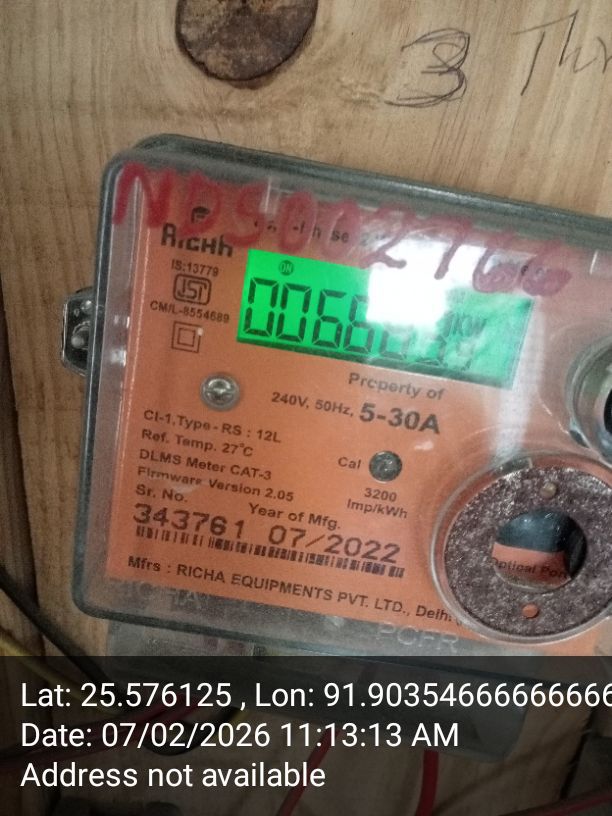 3
NDS002766
RICHA
IS:13779
ISI
CM/L-8554689
Property of
240V, 50Hz, 5-30A
Cl-1,Type-RS : 12L
Ref. Temp. 27°C
DLMS Meter CAT-3
Cal
Firmware Version 2.05
3200
Imp/kWh
Sr. No.
Year of Mfg.
343761 07/2022
Mfrs : RICHA EQUIPMENTS PVT. LTD., Delhi
Optical Port
Lat: 25.576125 , Lon: 91.90354666666666
Date: 07/02/2026 11:13:13 AM
Address not available